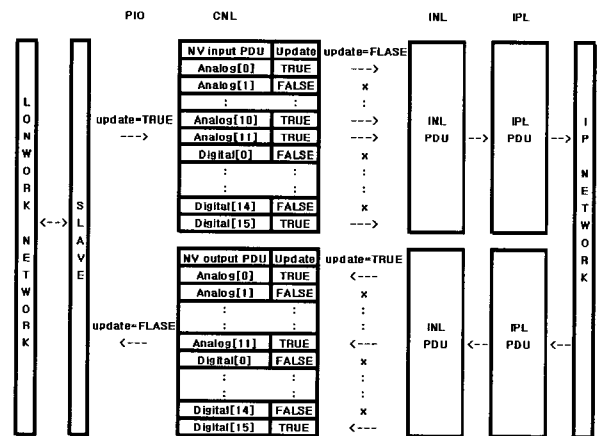 PIO CNL INL IPL
NV input PDU Update update=FLASE
Analog[0] TRUE --->
Analog[1] FALSE x
: : :
update=TRUE Analog[10] TRUE --->
---> Analog[11] TRUE --->
Digital[0] FALSE x
: : :
: : :
Digital[14] FALSE x
Digital[15] TRUE --->
INL
PDU
--->
IPL
PDU
--->
LONWORK NETWORK
<-->
SLAVE
IP NETWORK
NV output PDU Update update=TRUE
Analog[0] TRUE <---
Analog[1] FALSE x
: : :
: : :
update=FLASE
<--- Analog[11] TRUE <---
Digital[0] FALSE x
: : :
: : :
Digital[14] FALSE x
Digital[15] TRUE <---
INL
PDU
<--
IPL
PDU
<--